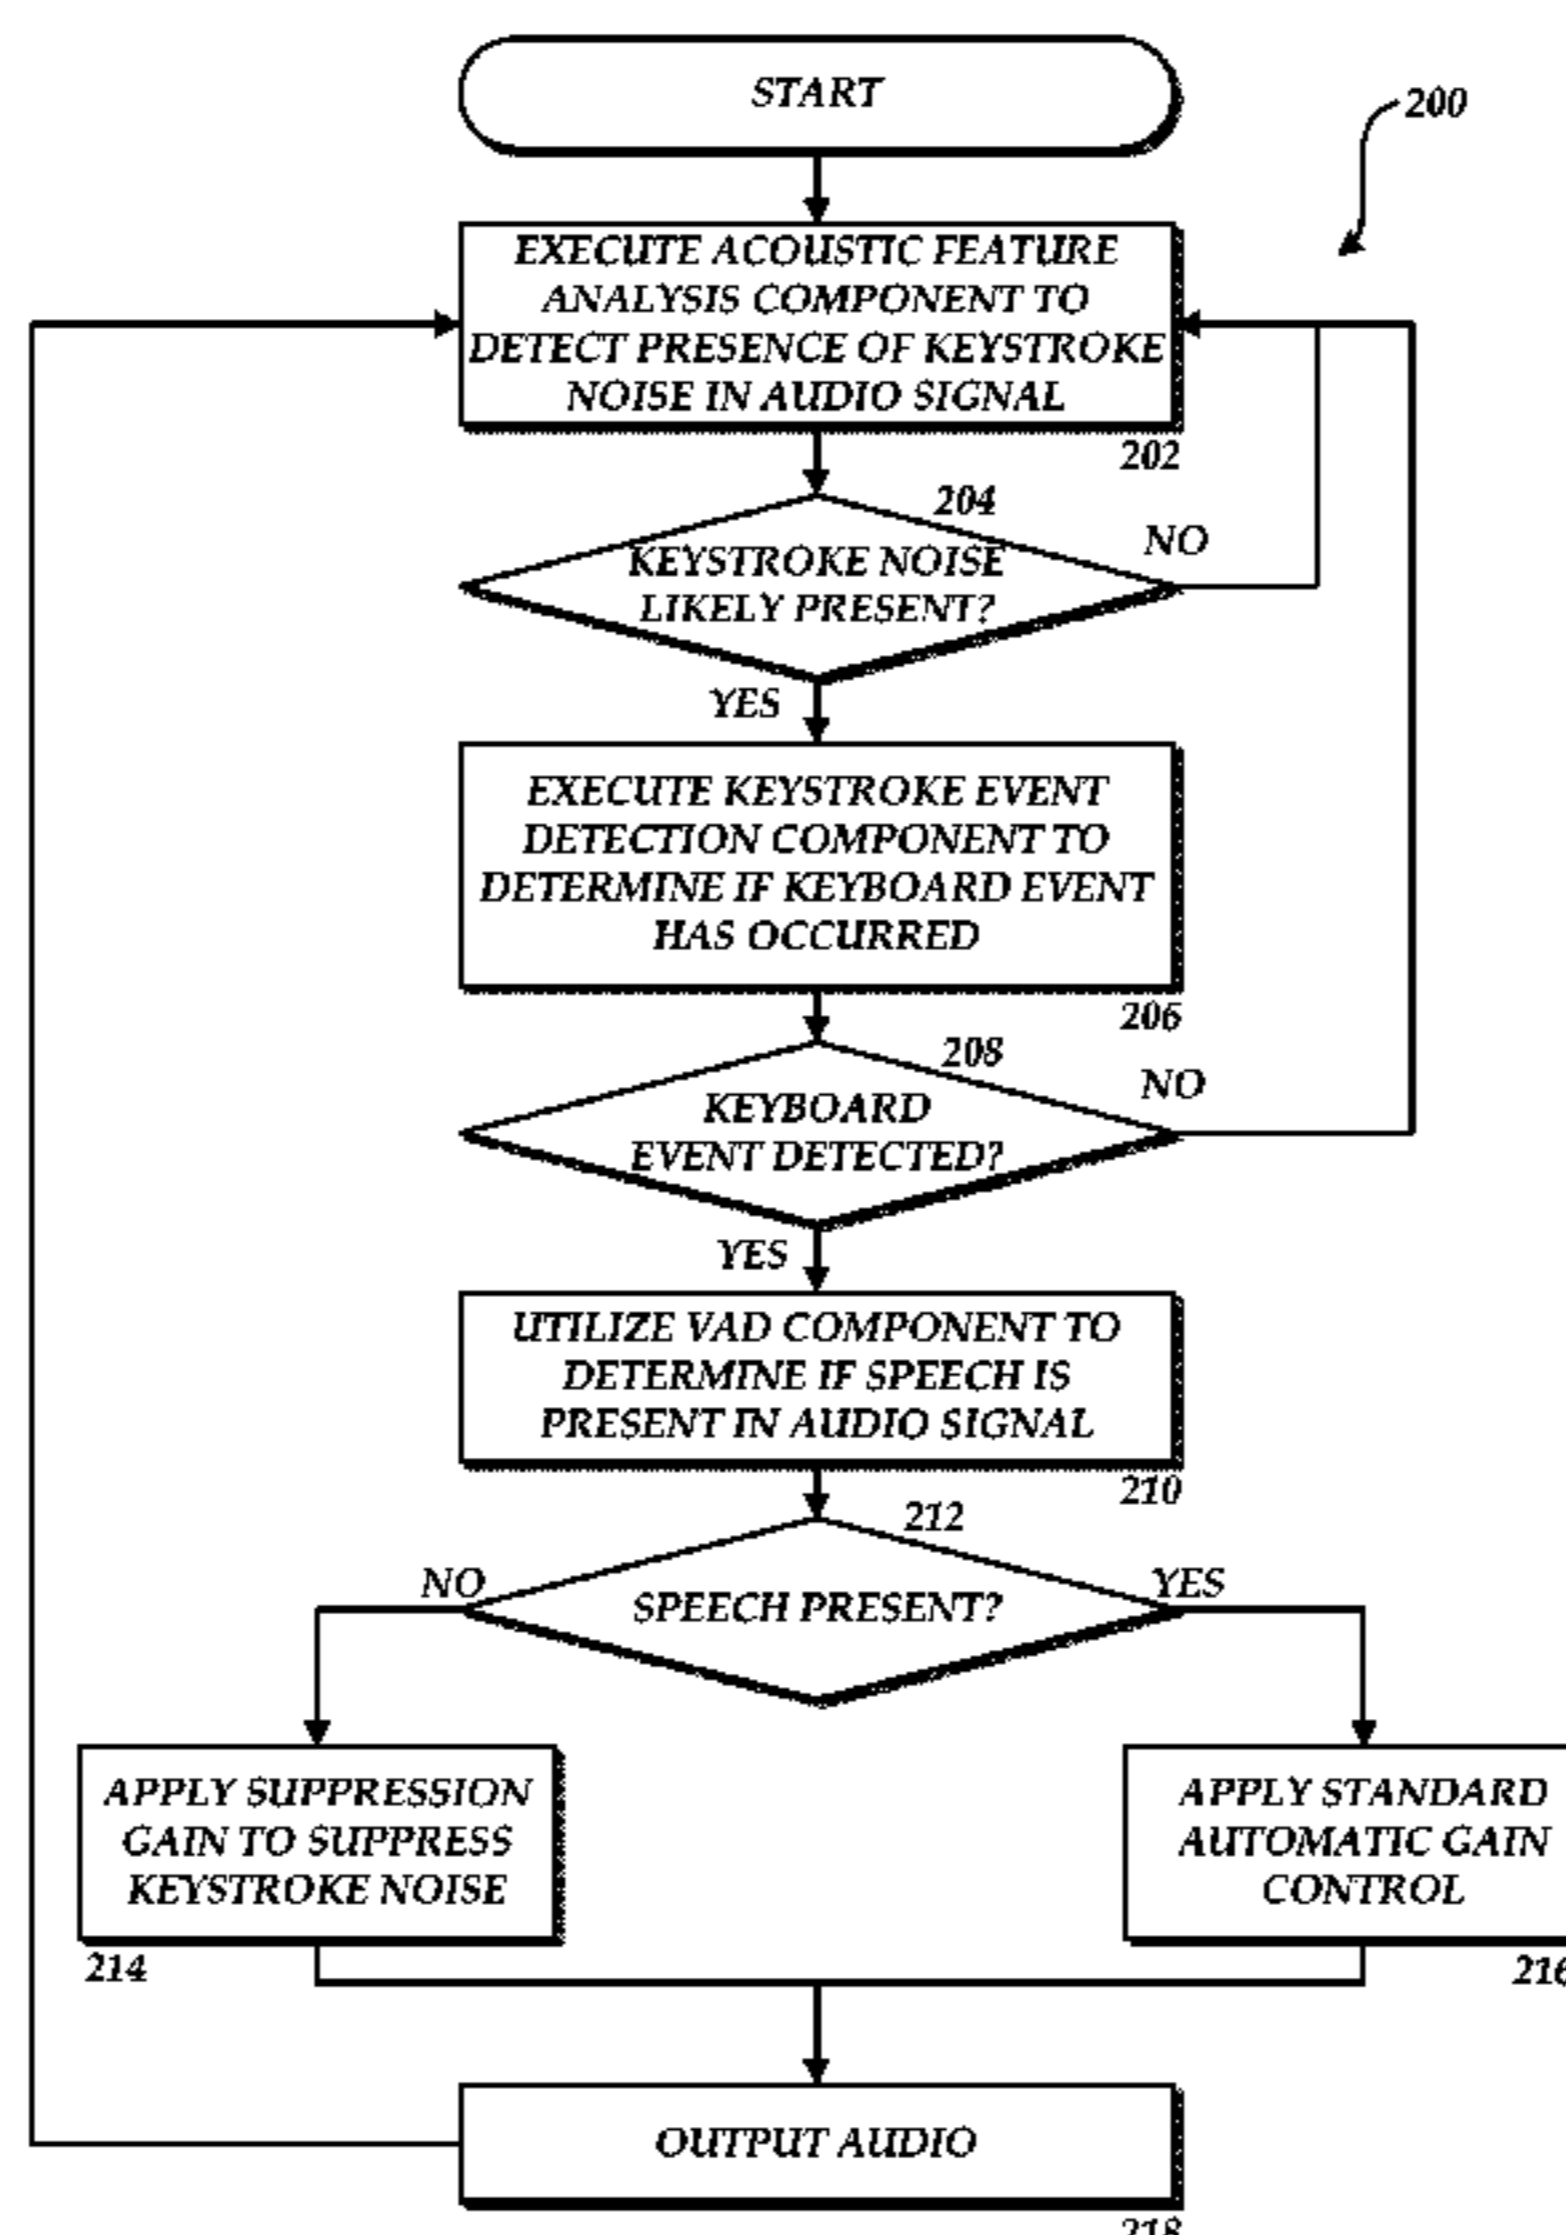 START
200
EXECUTE ACOUSTIC FEATURE
ANALYSIS COMPONENT TO
DETECT PRESENCE OF KEYSTROKE
NOISE IN AUDIO SIGNAL
202
204
KEYSTROKE NOISE
LIKELY PRESENT?
NO
YES
EXECUTE KEYSTROKE EVENT
DETECTION COMPONENT TO
DETERMINE IF KEYBOARD EVENT
HAS OCCURRED
206
208
KEYBOARD
EVENT DETECTED?
NO
YES
UTILIZE VAD COMPONENT TO
DETERMINE IF SPEECH IS
PRESENT IN AUDIO SIGNAL
210
212
NO
SPEECH PRESENT?
YES
APPLY SUPPRESSION
GAIN TO SUPPRESS
KEYSTROKE NOISE
214
APPLY STANDARD
AUTOMATIC GAIN
CONTROL
216
OUTPUT AUDIO
218